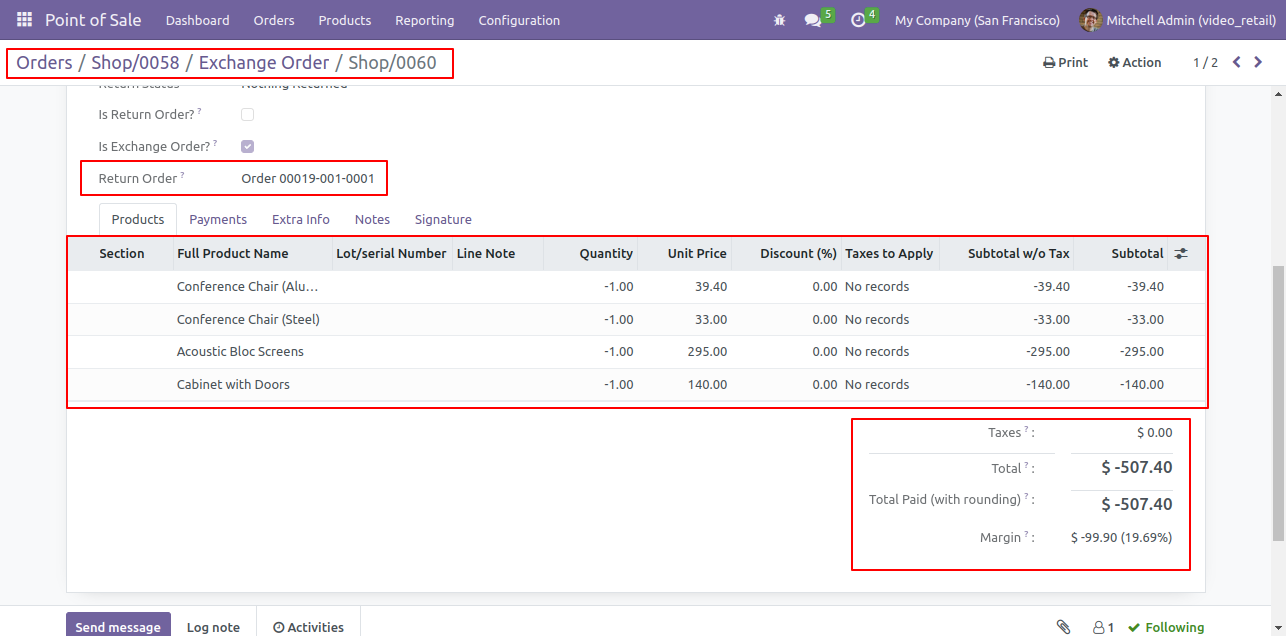 Point of Sale Dashboard Orders Products Reporting Configuration 5 4 My Company (San Francisco) Mitchell Admin (video_retail)
Orders / Shop/0058 / Exchange Order / Shop/0060 Print Action 1 / 2
Return Status Nothing Returned
Is Return Order? ?
Is Exchange Order? ?
Return Order ? Order 00019-001-0001
Products Payments Extra Info Notes Signature
Section Full Product Name Lot/serial Number Line Note Quantity Unit Price Discount (%) Taxes to Apply Subtotal w/o Tax Subtotal
Conference Chair (Alu… -1.00 39.40 0.00 No records -39.40 -39.40
Conference Chair (Steel) -1.00 33.00 0.00 No records -33.00 -33.00
Acoustic Bloc Screens -1.00 295.00 0.00 No records -295.00 -295.00
Cabinet with Doors -1.00 140.00 0.00 No records -140.00 -140.00
Taxes ? : $ 0.00
Total ? : $ -507.40
Total Paid (with rounding) ? : $ -507.40
Margin ? : $ -99.90 (19.69%)
Send message Log note Activities 1 Following